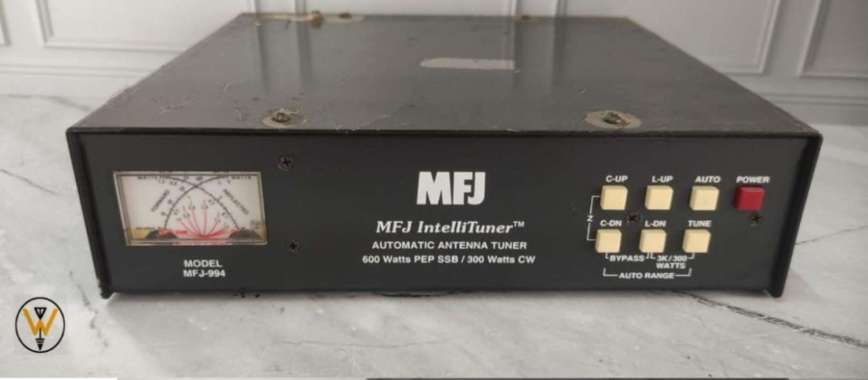 MODEL
MFJ-994
MFJ
MFJ IntelliTuner™
AUTOMATIC ANTENNA TUNER
600 Watts PEP SSB / 300 Watts CW
C-UP L-UP AUTO POWER
Z
C-DN L-DN TUNE
BYPASS 3K/300
WATTS
AUTO RANGE
W